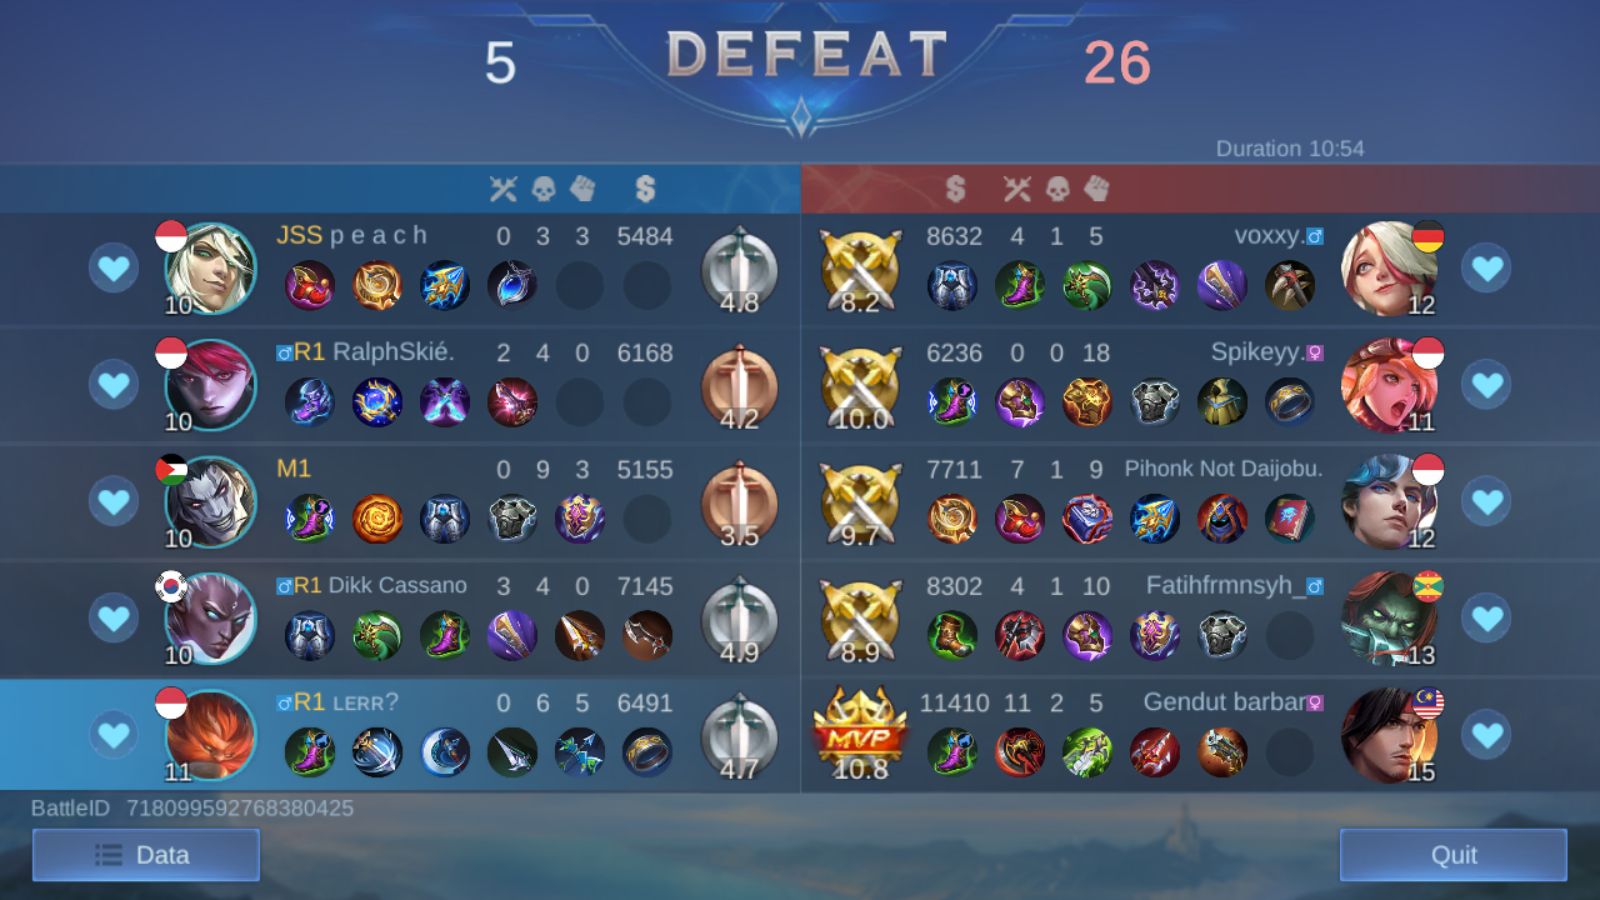 5 DEFEAT 26
Duration 10:54
JSS p e a c h 0 3 3 5484 4.8 10
8.2 8632 4 1 5 voxxy. 12
R1 RalphSkié. 2 4 0 6168 4.2 10
10.0 6236 0 0 18 Spikeyy. 11
M1 0 9 3 5155 3.5 10
9.7 7711 7 1 9 Pihonk Not Daijobu. 12
R1 Dikk Cassano 3 4 0 7145 4.9 10
8.9 8302 4 1 10 Fatihfrmnsyh_ 13
R1 ʟᴇʀʀ? 0 6 5 6491 4.7 11
MVP 10.8 11410 11 2 5 Gendut barbar 15
BattleID 718099592768380425
Data
Quit